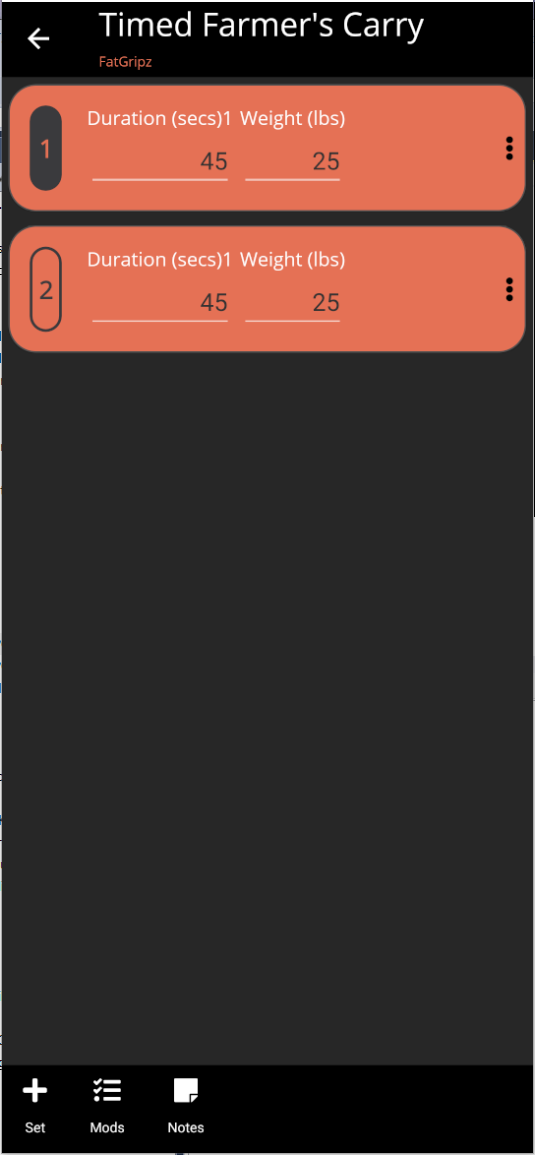 Timed Farmer's Carry
FatGripz
Duration (secs)1 Weight (lbs)
1 45 25
Duration (secs)1 Weight (lbs)
2 45 25
Set Mods Notes